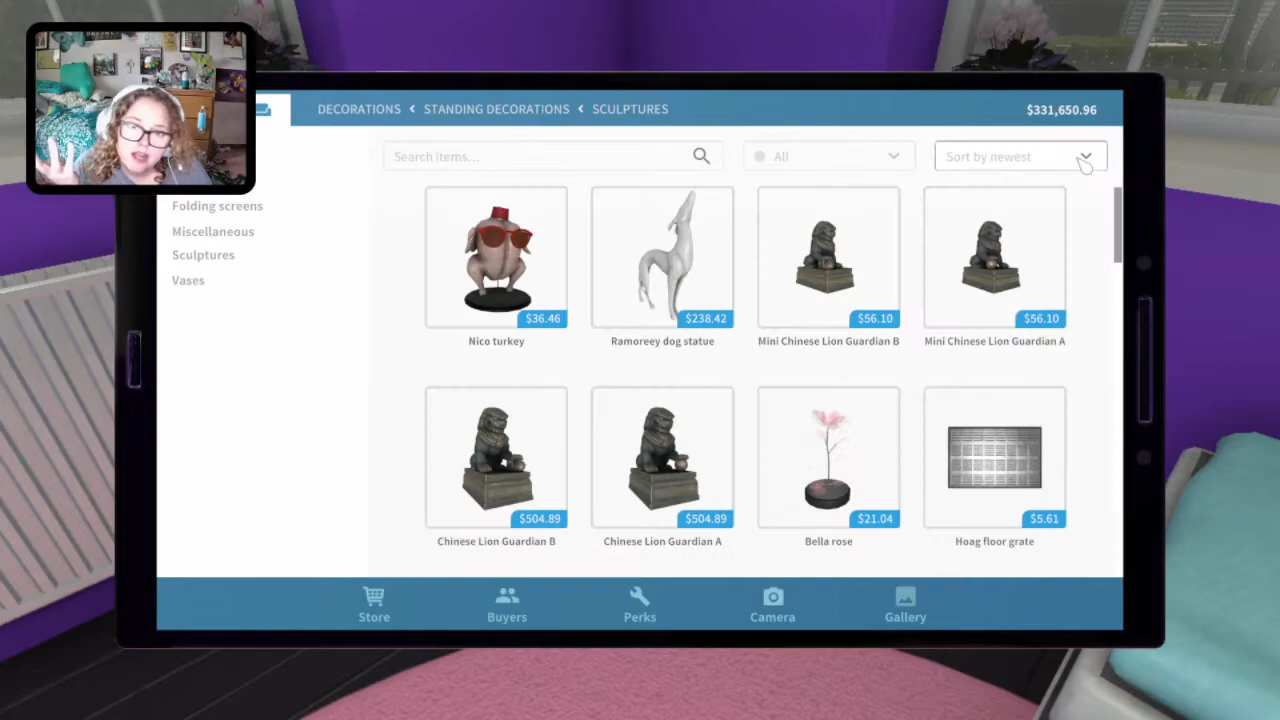 DECORATIONS < STANDING DECORATIONS < SCULPTURES
$331,650.96
Search items...
All
Sort by newest
Folding screens
Miscellaneous
Sculptures
Vases
$36.46
$238.42
$56.10
$56.10
Nico turkey
Ramoreey dog statue
Mini Chinese Lion Guardian B
Mini Chinese Lion Guardian A
$504.89
$504.89
$21.04
$5.61
Chinese Lion Guardian B
Chinese Lion Guardian A
Bella rose
Hoag floor grate
Store
Buyers
Perks
Camera
Gallery